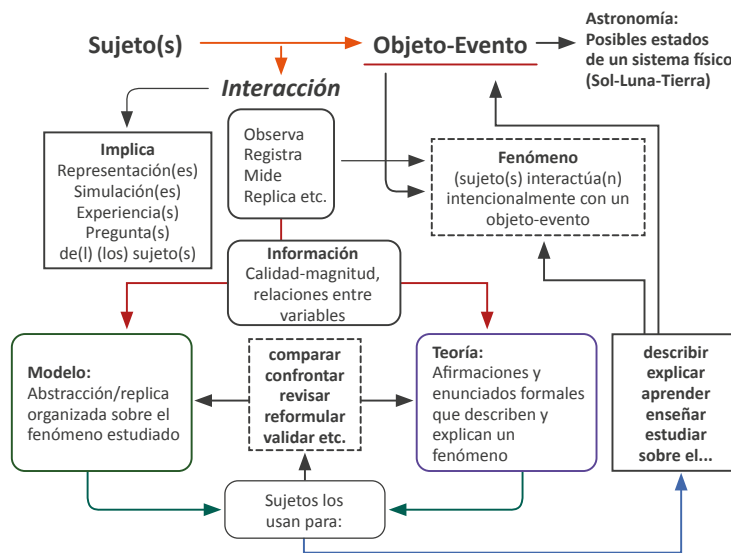 Sujeto(s)
Objeto-Evento
Astronomía:
Posibles estados
de un sistema físico
(Sol-Luna-Tierra)
Interacción
Implica
Representación(es)
Simulación(es)
Experiencia(s)
Pregunta(s)
de(l) (los) sujeto(s)
Observa
Registra
Mide
Replica etc.
Fenómeno
(sujeto(s) interactúa(n)
intencionalmente con un
objeto-evento
Información
Calidad-magnitud,
relaciones entre
variables
Modelo:
Abstracción/replica
organizada sobre el
fenómeno estudiado
comparar
confrontar
revisar
reformular
validar etc.
Teoría:
Afirmaciones y
enunciados formales
que describen y
explican un
fenómeno
describir
explicar
aprender
enseñar
estudiar
sobre el...
Sujetos los
usan para: